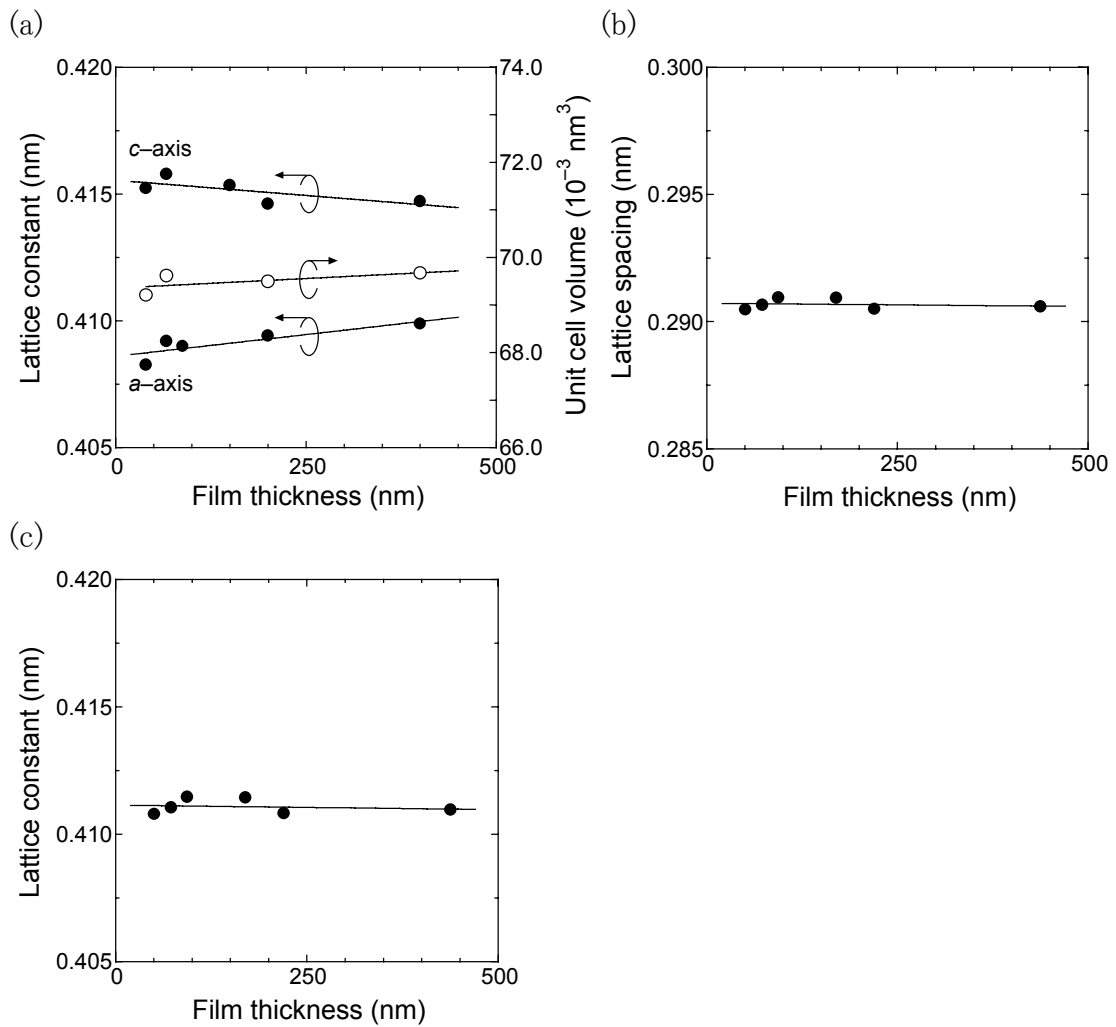 (a)
0.420
0.415
0.410
0.405
Lattice constant (nm)
c–axis
a–axis
74.0
72.0
70.0
68.0
66.0
Unit cell volume (10⁻³ nm³)
0
250
500
Film thickness (nm)
(b)
0.300
0.295
0.290
0.285
Lattice spacing (nm)
0
250
500
Film thickness (nm)
(c)
0.420
0.415
0.410
0.405
Lattice constant (nm)
0
250
500
Film thickness (nm)